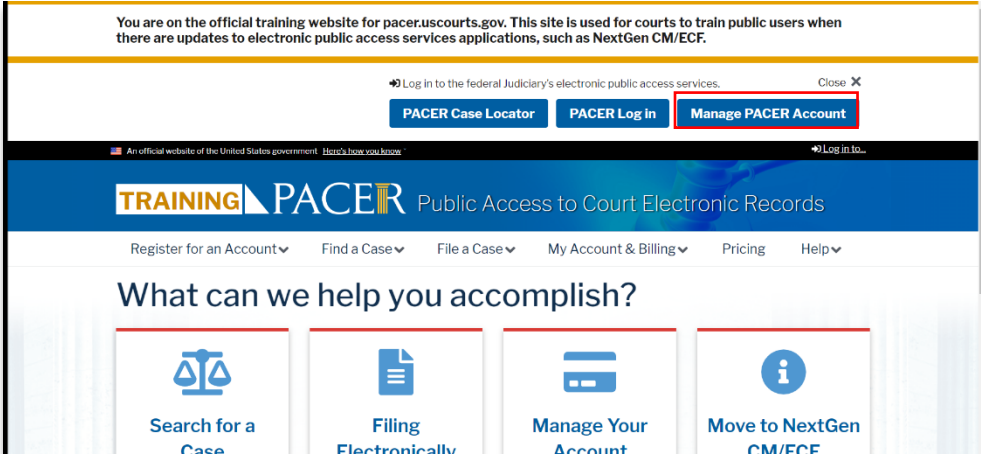 You are on the official training website for pacer.uscourts.gov. This site is used for courts to train public users when
there are updates to electronic public access services applications, such as NextGen CM/ECF.
Log in to the federal Judiciary's electronic public access services. Close
PACER Case Locator PACER Log in Manage PACER Account
An official website of the United States government Here's how you know
Log in to..
TRAINING PACER Public Access to Court Electronic Records
Register for an Account Find a Case File a Case My Account & Billing Pricing Help
What can we help you accomplish?
Search for a
Case
Filing
Electronically
Manage Your
Account
Move to NextGen
CM/ECF